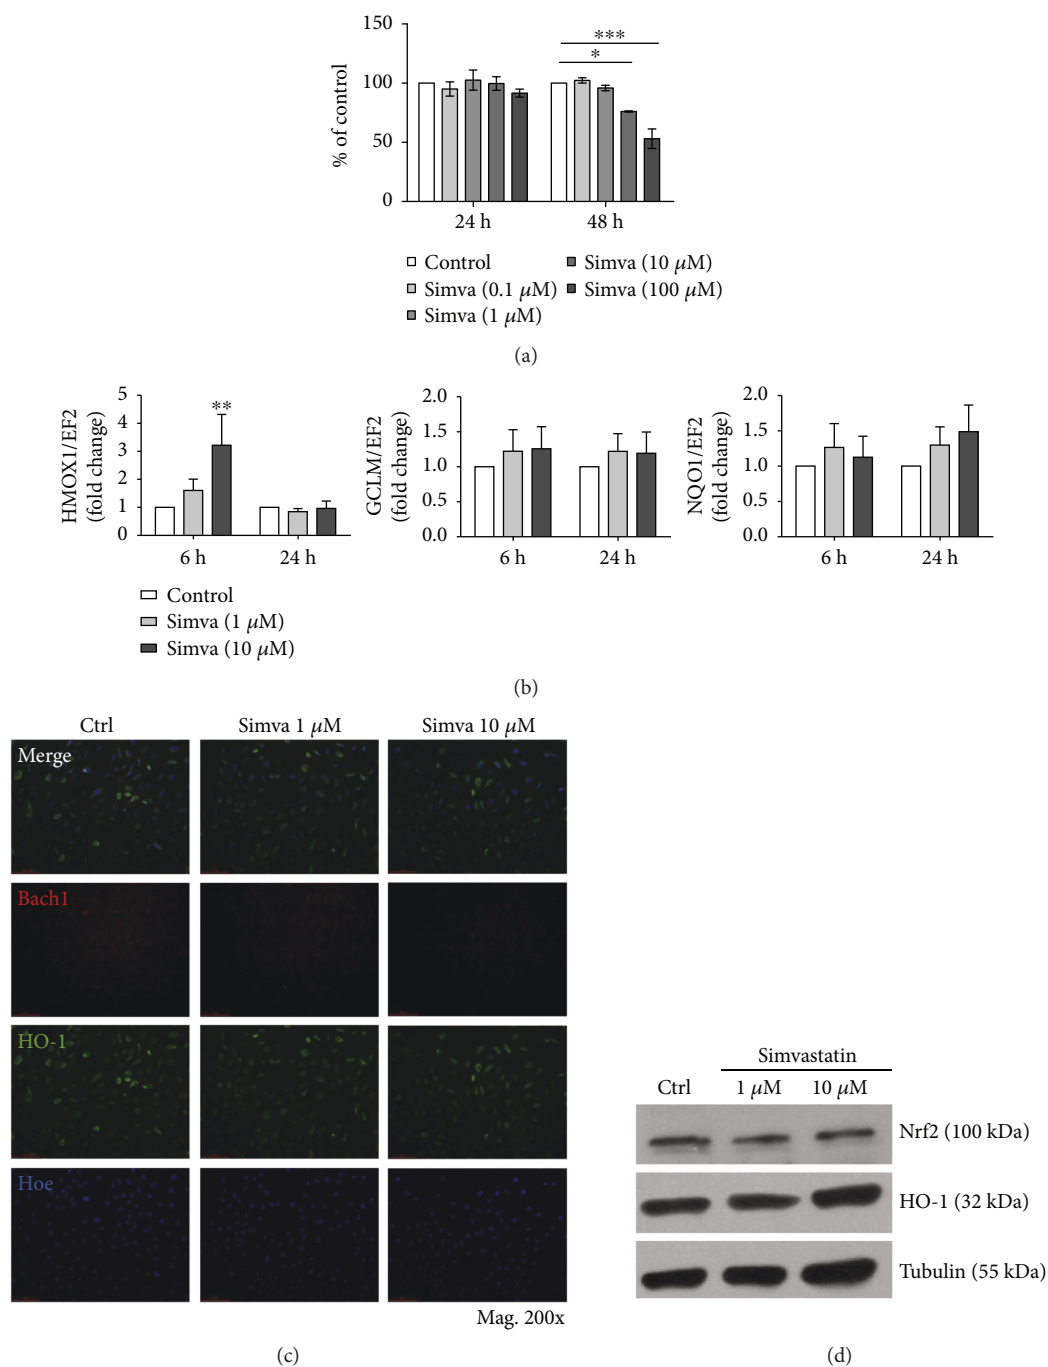 150
100
50
0
% of control
***
*
24 h
48 h
Control
Simva (0.1 μM)
Simva (1 μM)
Simva (10 μM)
Simva (100 μM)
(a)
HMOX1/EF2
(fold change)
5
4
3
2
1
0
**
6 h
24 h
GCLM/EF2
(fold change)
2.0
1.5
1.0
0.5
0.0
6 h
24 h
NQO1/EF2
(fold change)
2.0
1.5
1.0
0.5
0.0
6 h
24 h
Control
Simva (1 μM)
Simva (10 μM)
(b)
Ctrl
Simva 1 μM
Simva 10 μM
Merge
Bach1
HO-1
Hoe
Mag. 200x
(c)
Simvastatin
Ctrl
1 μM
10 μM
Nrf2 (100 kDa)
HO-1 (32 kDa)
Tubulin (55 kDa)
(d)